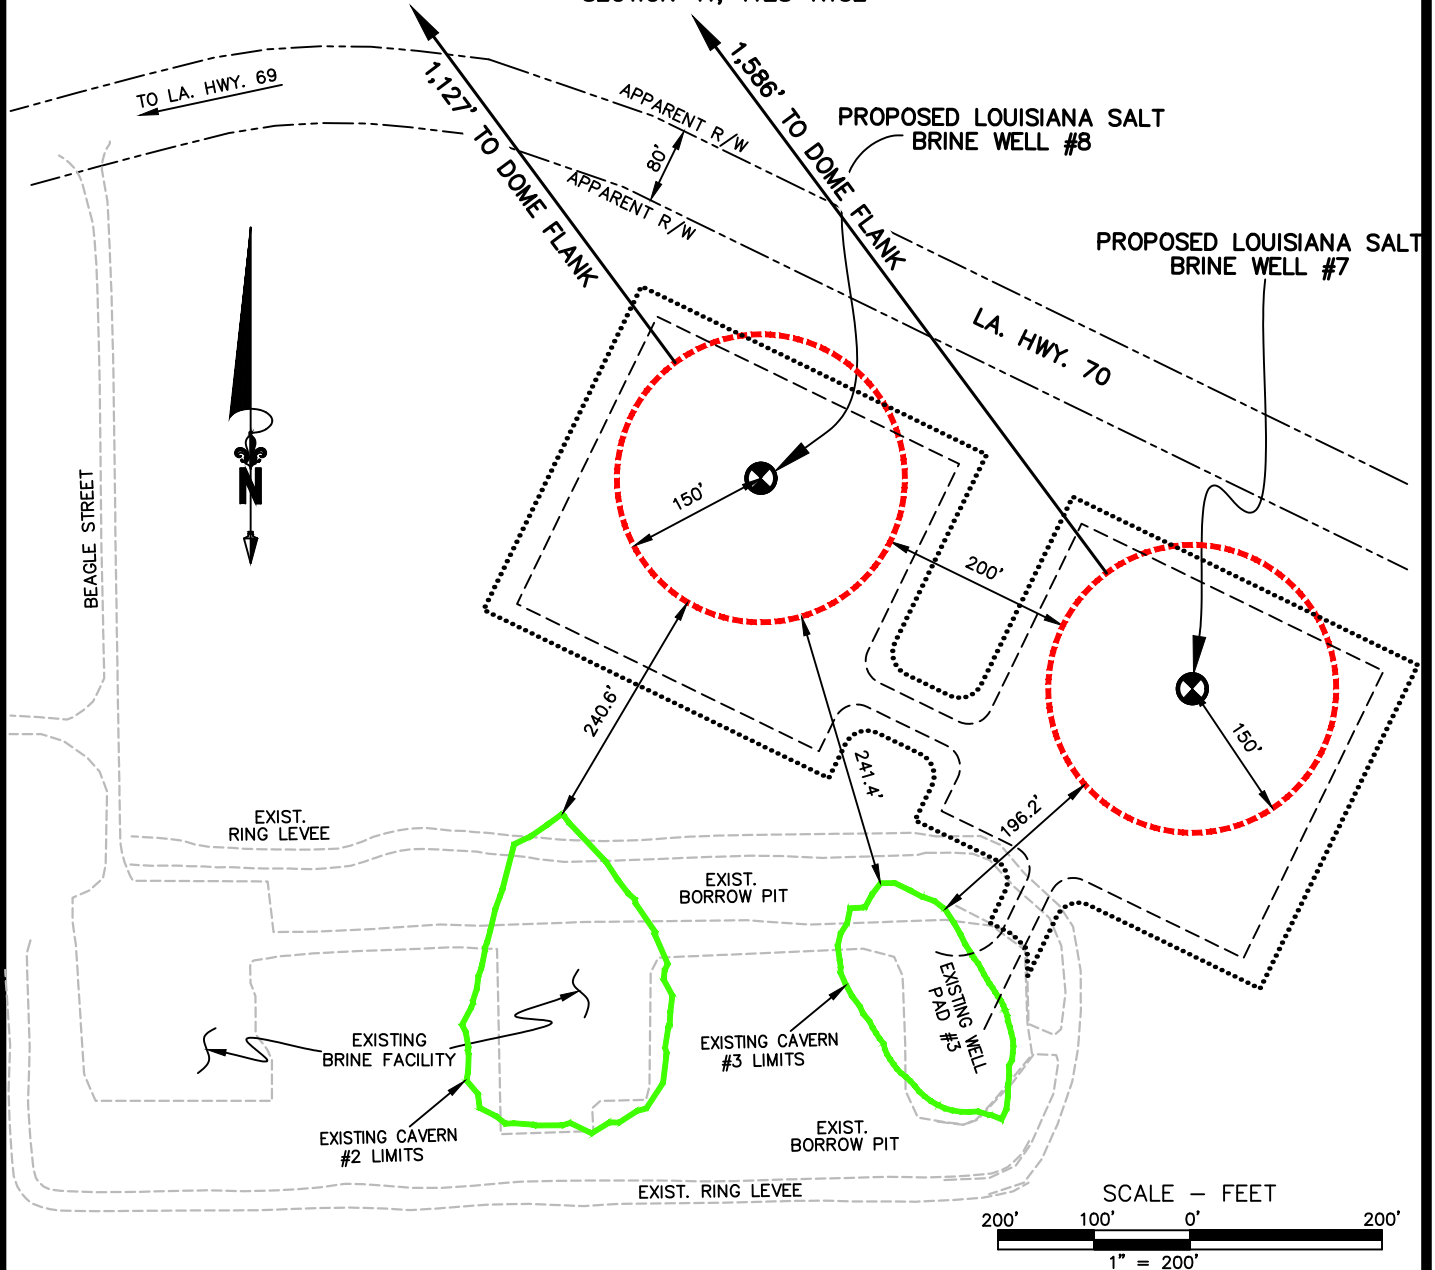 TO LA. HWY. 69
1,127' TO DOME FLANK
1,586' TO DOME FLANK
APPARENT R/W
80'
APPARENT R/W
PROPOSED LOUISIANA SALT
BRINE WELL #8
PROPOSED LOUISIANA SALT
BRINE WELL #7
LA. HWY. 70
N
BEAGLE STREET
150'
200'
150'
240.6'
241.4'
196.2'
EXIST.
RING LEVEE
EXIST.
BORROW PIT
EXISTING WELL
PAD #3
EXISTING
BRINE FACILITY
EXISTING CAVERN
#3 LIMITS
EXISTING CAVERN
#2 LIMITS
EXIST.
BORROW PIT
EXIST. RING LEVEE
SCALE – FEET
200' 100' 0' 200'
1" = 200'